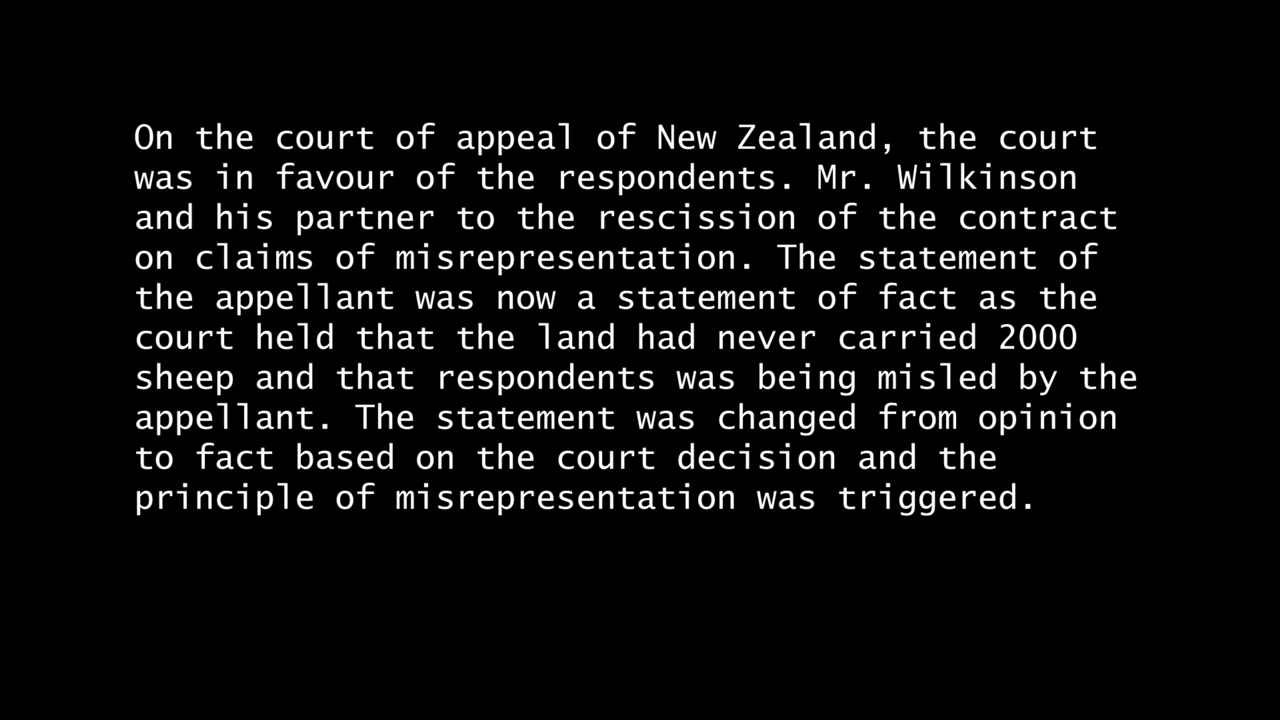 On the court of appeal of New Zealand, the court
was in favour of the respondents. Mr. Wilkinson
and his partner to the rescission of the contract
on claims of misrepresentation. The statement of
the appellant was now a statement of fact as the
court held that the land had never carried 2000
sheep and that respondents was being misled by the
appellant. The statement was changed from opinion
to fact based on the court decision and the
principle of misrepresentation was triggered.